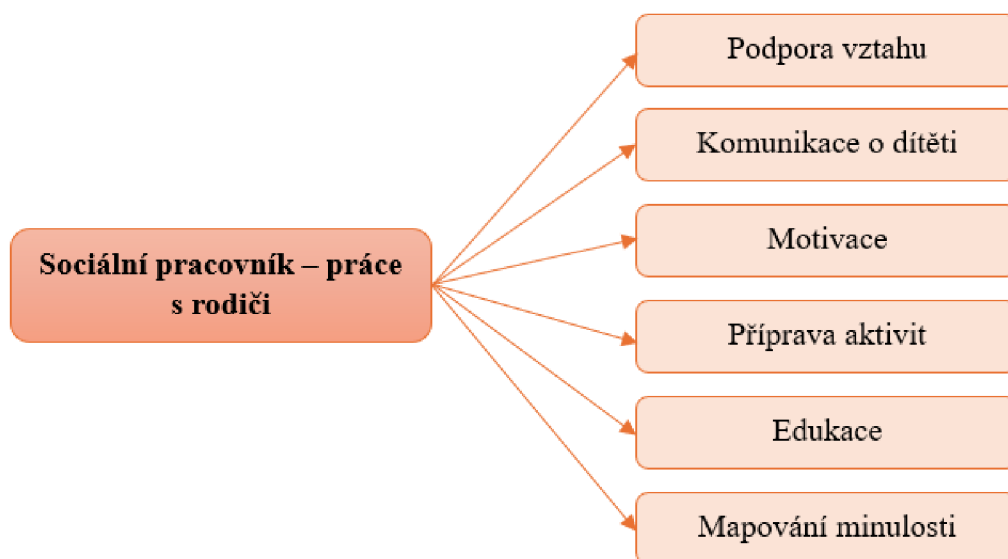 Sociální pracovník – práce
s rodiči
Podpora vztahu
Komunikace o dítěti
Motivace
Příprava aktivit
Edukace
Mapování minulosti